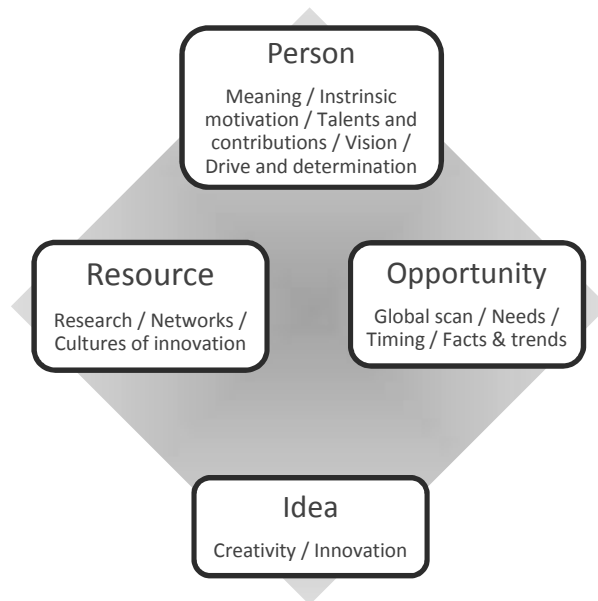 Person
Meaning / Instrinsic
motivation / Talents and
contributions / Vision /
Drive and determination
Resource
Research / Networks /
Cultures of innovation
Opportunity
Global scan / Needs /
Timing / Facts & trends
Idea
Creativity / Innovation